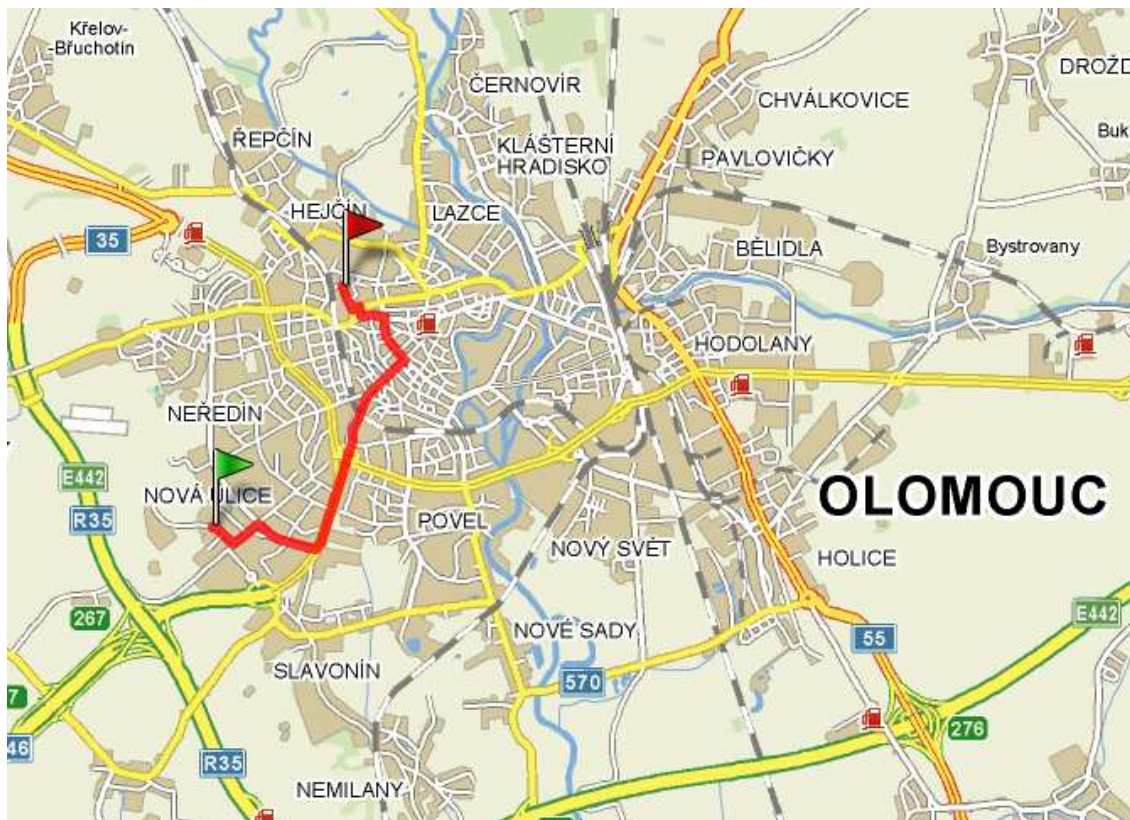 Křelov-
-Břuchotín
ČERNOVÍR
DROŽD
CHVÁLKOVICE
ŘEPČÍN
KLÁŠTERNÍ
HRADISKO
Buk
PAVLOVIČKY
HEJČÍN
LAZCE
35
BĚLIDLA
Bystrovany
HODOLANY
NEŘEDÍN
E442
NOVÁ ULICE
OLOMOUC
R35
POVEL
NOVÝ SVĚT
HOLICE
267
E442
NOVÉ SADY
55
SLAVONÍN
570
7
276
46
R35
NEMILANY